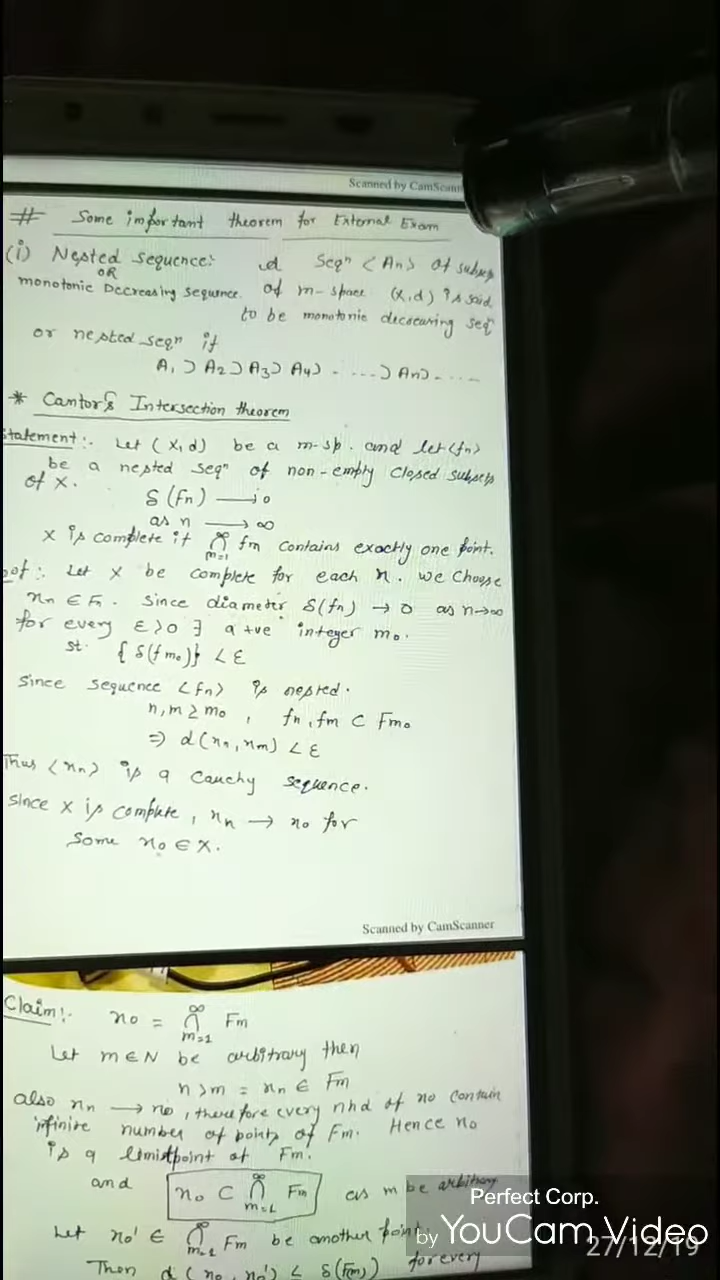 Scanned by CamScann
# Some important theorem for External Exam
(i) Nested Sequence: Seqⁿ <An> of subsets
OR
monotonic Decreasing sequence. of m-space (X,d) is said
to be monotonic decreasing seqⁿ
or nested seqⁿ if
A₁ ⊃ A₂ ⊃ A₃ ⊃ A₄ ⊃ - .....⊃ An ⊃ - ....
* Cantor's Intersection theorem
Statement:. Let (X,d) be a m-sp. and let <fn>
be a nested seqⁿ of non-empty closed subsets
of X.
δ (Fn) ⟶ 0
as n ⟶ ∞
X is complete if ∞∩m=1 fm contains exactly one point.
oof:. Let X be complete for each n. we choose
xn ∈ Fn. Since diameter δ(fn) → 0 as n→∞
for every ε>0 ∃ a +ve integer m₀.
st. {δ(fm₀)} < ε
Since sequence <fn> is nested.
n,m ≥ m₀, fn, fm ⊂ Fm₀
⇒ d(xn, xm) < ε
Thus <xn> is a Cauchy sequence.
Since X is complete, xn → x₀ for
some x₀ ∈ X.
Scanned by CamScanner
Claim!. x₀ = ∞∩m=1 Fm
Let m∈N be arbitrary then
n>m = xn ∈ Fm
also xn ⟶ x₀, therefore every nhd of x₀ contain
infinite number of points of Fm. Hence x₀
is a limitpoint of Fm.
and x₀ ⊂ ∞∩m=1 Fm as m be arbitrary
Let x₀' ∈ ∞∩m=1 Fm be another point.
Then d(x₀, x₀') < δ(Fm) for every
Perfect Corp.
by YouCam Video
27/12/19